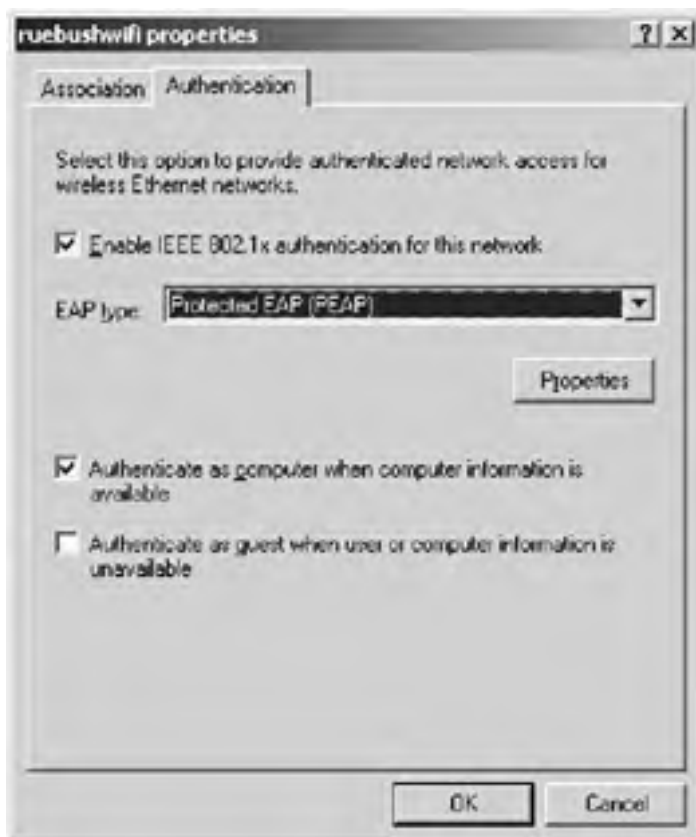 ruebushwifi properties
Association
Authentication
Select this option to provide authenticated network access for
wireless Ethernet networks.
Enable IEEE 802.1x authentication for this network
EAP type:
Protected EAP (PEAP)
Properties
Authenticate as computer when computer information is
available
Authenticate as guest when user or computer information is
unavailable
OK
Cancel